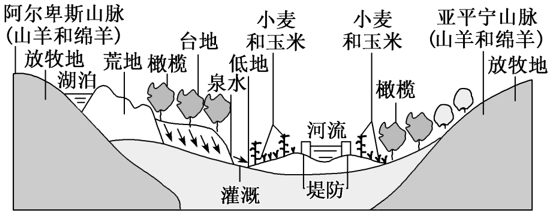 阿尔卑斯山脉
(山羊和绵羊)
放牧地
湖泊
荒地
橄榄
台地
泉水
低地
小麦
和玉米
河流
小麦
和玉米
橄榄
亚平宁山脉
(山羊和绵羊)
放牧地
灌溉
堤防